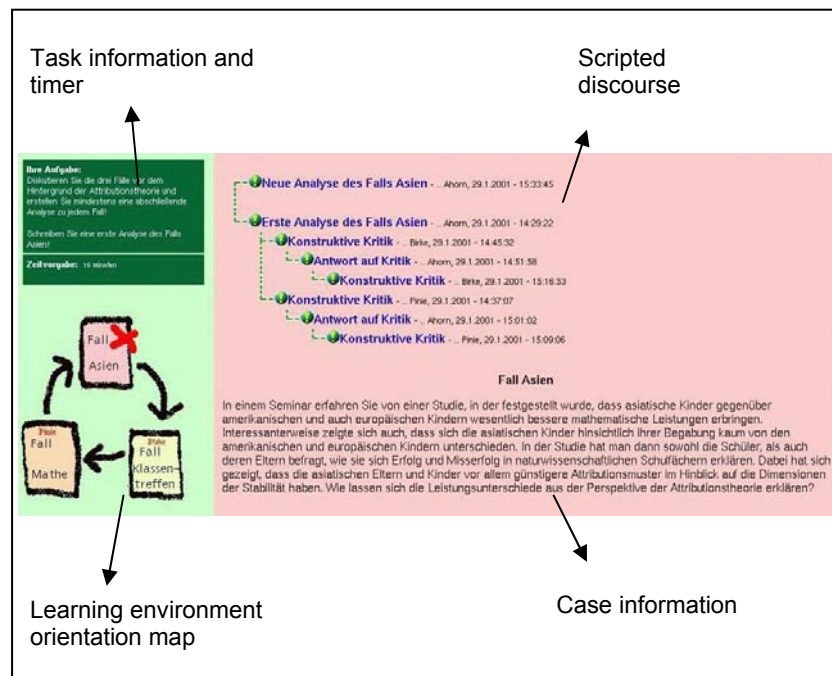 Task information and
timer
Scripted
discourse
Ihre Aufgabe:
Diskutieren Sie die drei Fälle vor dem
Hintergrund der Attributionstheorie und
erstellen Sie mindestens eine abschließende
Analyse zu jedem Fall!
Schreiben Sie eine erste Analyse des Falls
Asien!
Zeitvorgabe: 15 Minuten
Neue Analyse des Falls Asien - .. Ahorn, 29.1.2001 - 15:33:45
Erste Analyse des Falls Asien - .. Ahorn, 29.1.2001 - 14:29:22
Konstruktive Kritik - .. Birke, 29.1.2001 - 14:45:32
Antwort auf Kritik - .. Ahorn, 29.1.2001 - 14:51:58
Konstruktive Kritik - .. Birke, 29.1.2001 - 15:16:53
Konstruktive Kritik - .. Pinie, 29.1.2001 - 14:37:07
Antwort auf Kritik - .. Ahorn, 29.1.2001 - 15:01:02
Konstruktive Kritik - .. Pinie, 29.1.2001 - 15:09:06
Fall
Asien
Pinie
Fall
Mathe
Birke
Fall
Klassen-
treffen
Fall Asien
In einem Seminar erfahren Sie von einer Studie, in der festgestellt wurde, dass asiatische Kinder gegenüber
amerikanischen und auch europäischen Kindern wesentlich bessere mathematische Leistungen erbringen.
Interessanterweise zeigte sich auch, dass sich die asiatischen Kinder hinsichtlich ihrer Begabung kaum von den
amerikanischen und europäischen Kindern unterschieden. In der Studie hat man dann sowohl die Schüler, als auch
deren Eltern befragt, wie sie sich Erfolg und Misserfolg in naturwissenschaftlichen Schulfächern erklären. Dabei hat sich
gezeigt, dass die asiatischen Eltern und Kinder vor allem günstigere Attributionsmuster im Hinblick auf die Dimensionen
der Stabilität haben. Wie lassen sich die Leistungsunterschiede aus der Perspektive der Attributionstheorie erklären?
Learning environment
orientation map
Case information